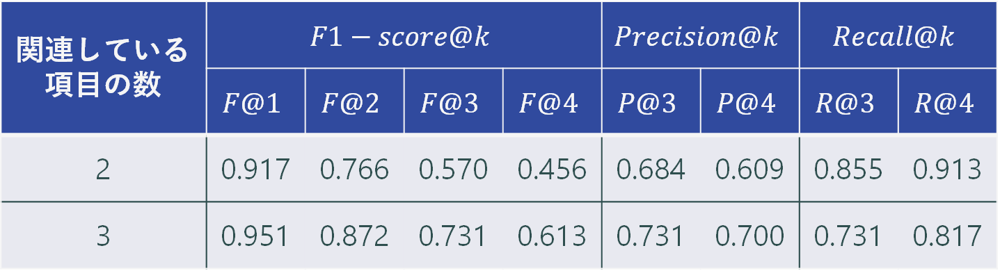 関連している
項目の数
F1 − score@k Precision@k Recall@k
F@1 F@2 F@3 F@4 P@3 P@4 R@3 R@4
2 0.917 0.766 0.570 0.456 0.684 0.609 0.855 0.913
3 0.951 0.872 0.731 0.613 0.731 0.700 0.731 0.817